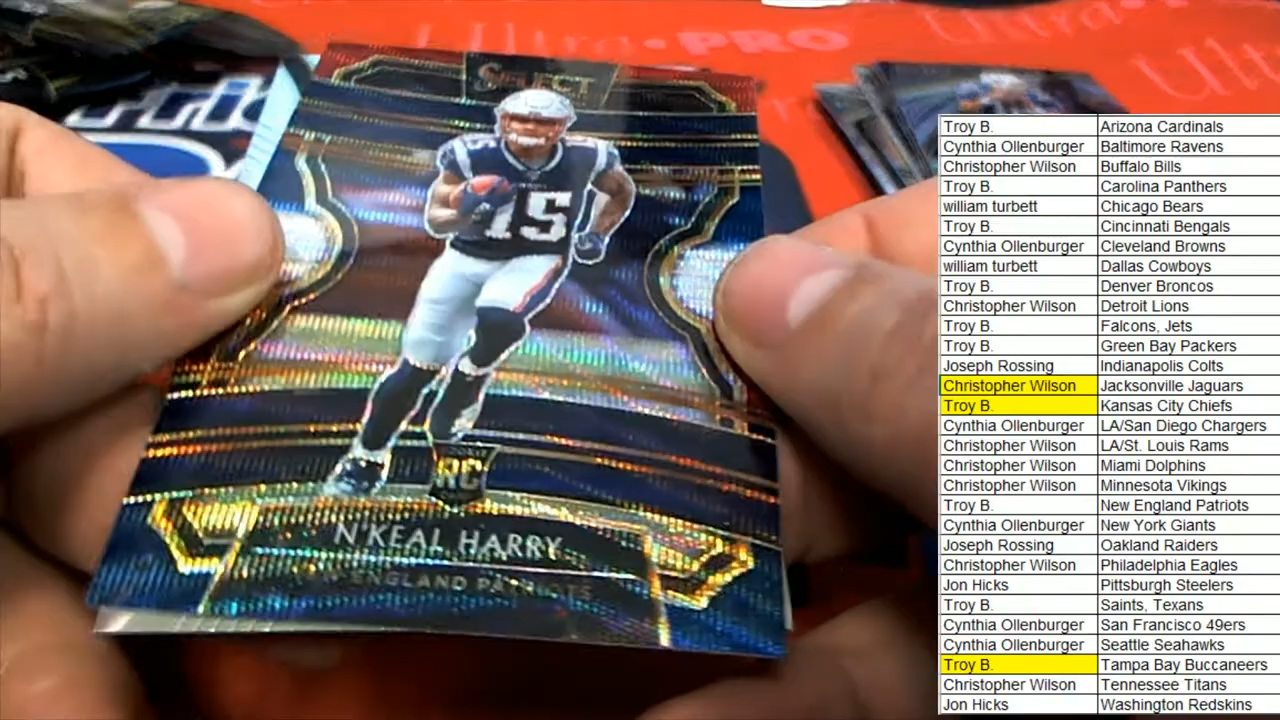 Ultra·PRO
Ultra·P
SELECT
15
15
RC
N'KEAL HARRY
ENGLAND PATRIOTS
Troy B. Arizona Cardinals
Cynthia Ollenburger Baltimore Ravens
Christopher Wilson Buffalo Bills
Troy B. Carolina Panthers
william turbett Chicago Bears
Troy B. Cincinnati Bengals
Cynthia Ollenburger Cleveland Browns
william turbett Dallas Cowboys
Troy B. Denver Broncos
Christopher Wilson Detroit Lions
Troy B. Falcons, Jets
Troy B. Green Bay Packers
Joseph Rossing Indianapolis Colts
Christopher Wilson Jacksonville Jaguars
Troy B. Kansas City Chiefs
Cynthia Ollenburger LA/San Diego Chargers
Christopher Wilson LA/St. Louis Rams
Christopher Wilson Miami Dolphins
Christopher Wilson Minnesota Vikings
Troy B. New England Patriots
Cynthia Ollenburger New York Giants
Joseph Rossing Oakland Raiders
Christopher Wilson Philadelphia Eagles
Jon Hicks Pittsburgh Steelers
Troy B. Saints, Texans
Cynthia Ollenburger San Francisco 49ers
Cynthia Ollenburger Seattle Seahawks
Troy B. Tampa Bay Buccaneers
Christopher Wilson Tennessee Titans
Jon Hicks Washington Redskins